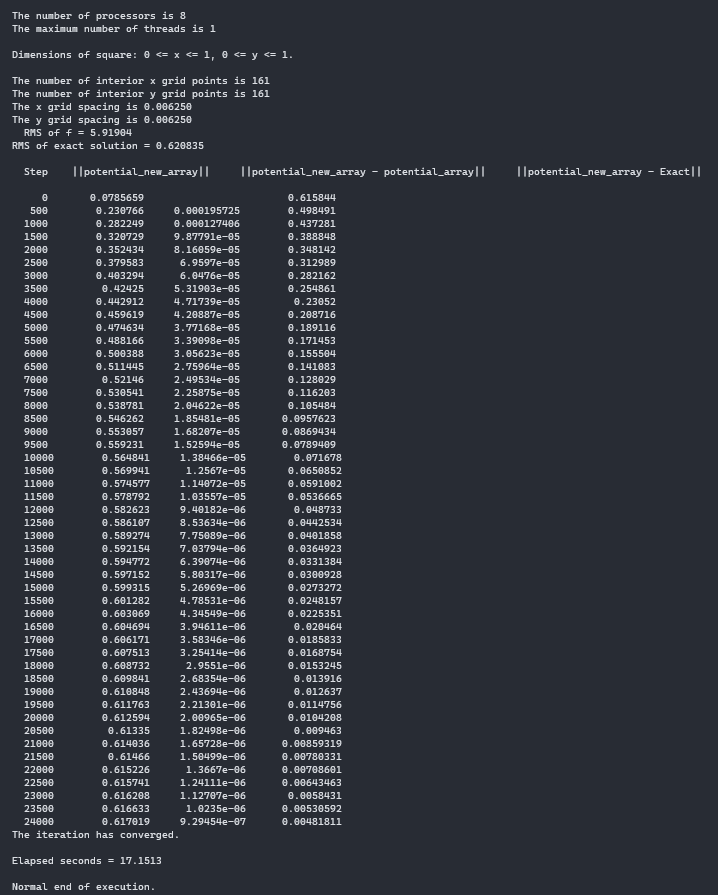 The number of processors is 8
The maximum number of threads is 1
Dimensions of square: 0 <= x <= 1, 0 <= y <= 1.
The number of interior x grid points is 161
The number of interior y grid points is 161
The x grid spacing is 0.006250
The y grid spacing is 0.006250
RMS of f = 5.91904
RMS of exact solution = 0.620835
Step ||potential_new_array|| ||potential_new_array - potential_array|| ||potential_new_array - Exact||
0 0.0785659 0.615844
500 0.230766 0.000195725 0.498491
1000 0.282249 0.000127406 0.437281
1500 0.320729 9.87791e-05 0.388848
2000 0.352434 8.16059e-05 0.348142
2500 0.379583 6.9597e-05 0.312989
3000 0.403294 6.0476e-05 0.282162
3500 0.42425 5.31903e-05 0.254861
4000 0.442912 4.71739e-05 0.23052
4500 0.459619 4.20887e-05 0.208716
5000 0.474634 3.77168e-05 0.189116
5500 0.488166 3.39098e-05 0.171453
6000 0.500388 3.05623e-05 0.155504
6500 0.511445 2.75964e-05 0.141083
7000 0.52146 2.49534e-05 0.128029
7500 0.530541 2.25875e-05 0.116203
8000 0.538781 2.04622e-05 0.105484
8500 0.546262 1.85481e-05 0.0957623
9000 0.553057 1.68207e-05 0.0869434
9500 0.559231 1.52594e-05 0.0789409
10000 0.564841 1.38466e-05 0.071678
10500 0.569941 1.2567e-05 0.0650852
11000 0.574577 1.14072e-05 0.0591002
11500 0.578792 1.03557e-05 0.0536665
12000 0.582623 9.40182e-06 0.048733
12500 0.586107 8.53634e-06 0.0442534
13000 0.589274 7.75089e-06 0.0401858
13500 0.592154 7.03794e-06 0.0364923
14000 0.594772 6.39074e-06 0.0331384
14500 0.597152 5.80317e-06 0.0300928
15000 0.599315 5.26969e-06 0.0273272
15500 0.601282 4.78531e-06 0.0248157
16000 0.603069 4.34549e-06 0.0225351
16500 0.604694 3.94611e-06 0.020464
17000 0.606171 3.58346e-06 0.0185833
17500 0.607513 3.25414e-06 0.0168754
18000 0.608732 2.9551e-06 0.0153245
18500 0.609841 2.68354e-06 0.013916
19000 0.610848 2.43694e-06 0.012637
19500 0.611763 2.21301e-06 0.0114756
20000 0.612594 2.00965e-06 0.0104208
20500 0.61335 1.82498e-06 0.009463
21000 0.614036 1.65728e-06 0.00859319
21500 0.61466 1.50499e-06 0.00780331
22000 0.615226 1.3667e-06 0.00708601
22500 0.615741 1.24111e-06 0.00643463
23000 0.616208 1.12707e-06 0.0058431
23500 0.616633 1.0235e-06 0.00530592
24000 0.617019 9.29454e-07 0.00481811
The iteration has converged.
Elapsed seconds = 17.1513
Normal end of execution.